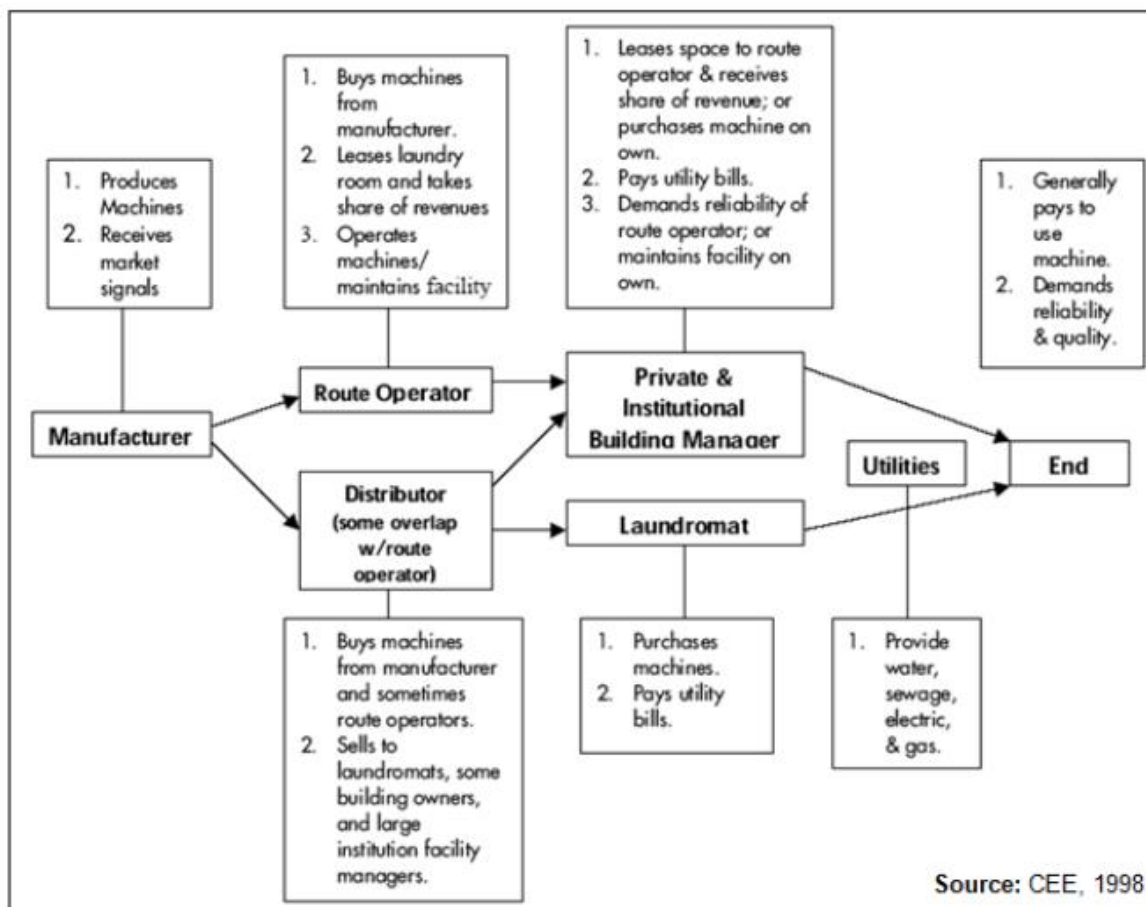 1. Produces
Machines
2. Receives
market
signals
1. Buys machines
from
manufacturer.
2. Leases laundry
room and takes
share of revenues
3. Operates
machines/
maintains facility
1. Leases space to route
operator & receives
share of revenue; or
purchases machine on
own.
2. Pays utility bills.
3. Demands reliability of
route operator; or
maintains facility on
own.
1. Generally
pays to
use
machine.
2. Demands
reliability
& quality.
Manufacturer
Route Operator
Private &
Institutional
Building Manager
Utilities
End
Distributor
(some overlap
w/route
operator)
Laundromat
1. Buys machines
from manufacturer
and sometimes
route operators.
2. Sells to
laundromats, some
building owners,
and large
institution facility
managers.
1. Purchases
machines.
2. Pays utility
bills.
1. Provide
water,
sewage,
electric,
& gas.
Source: CEE, 1998